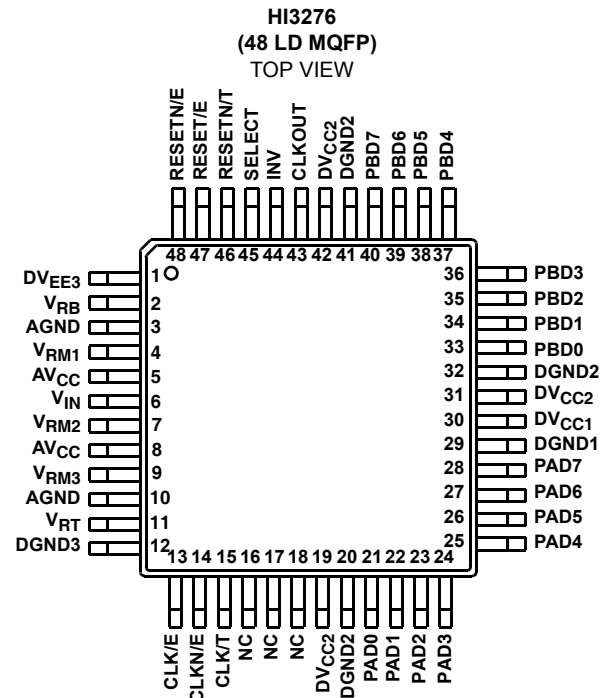 HI3276
(48 LD MQFP)
TOP VIEW
RESETN/E
RESET/E
RESETN/T
SELECT
INV
CLKOUT
DVCC2
DGND2
PBD7
PBD6
PBD5
PBD4
48 47 46 45 44 43 42 41 40 39 38 37
DVEE3 1
VRB 2
AGND 3
VRM1 4
AVCC 5
VIN 6
VRM2 7
AVCC 8
VRM3 9
AGND 10
VRT 11
DGND3 12
36 PBD3
35 PBD2
34 PBD1
33 PBD0
32 DGND2
31 DVCC2
30 DVCC1
29 DGND1
28 PAD7
27 PAD6
26 PAD5
25 PAD4
13 14 15 16 17 18 19 20 21 22 23 24
CLK/E
CLKN/E
CLK/T
NC
NC
NC
DVCC2
DGND2
PAD0
PAD1
PAD2
PAD3